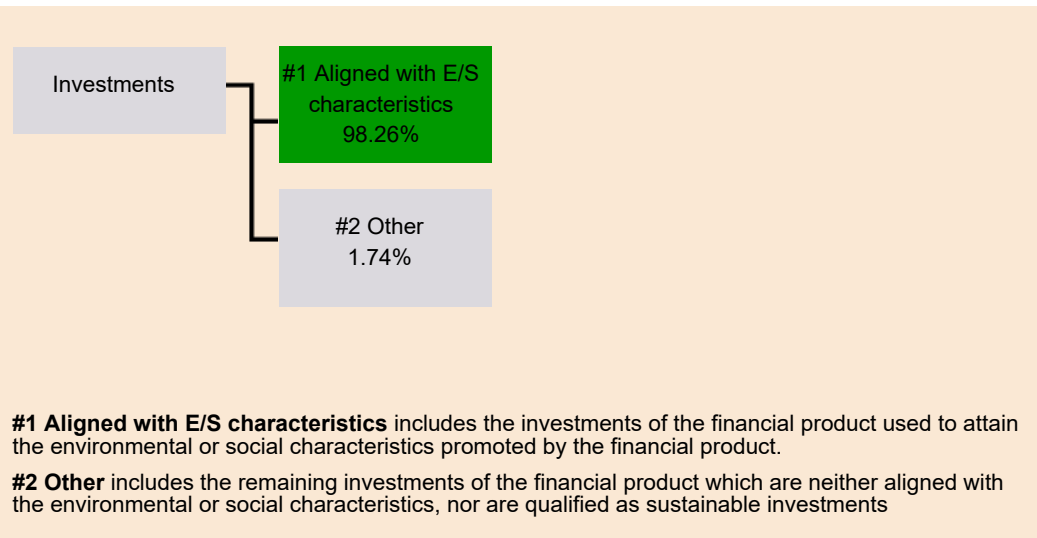 Investments
#1 Aligned with E/S
characteristics
98.26%
#2 Other
1.74%
#1 Aligned with E/S characteristics includes the investments of the financial product used to attain
the environmental or social characteristics promoted by the financial product.
#2 Other includes the remaining investments of the financial product which are neither aligned with
the environmental or social characteristics, nor are qualified as sustainable investments